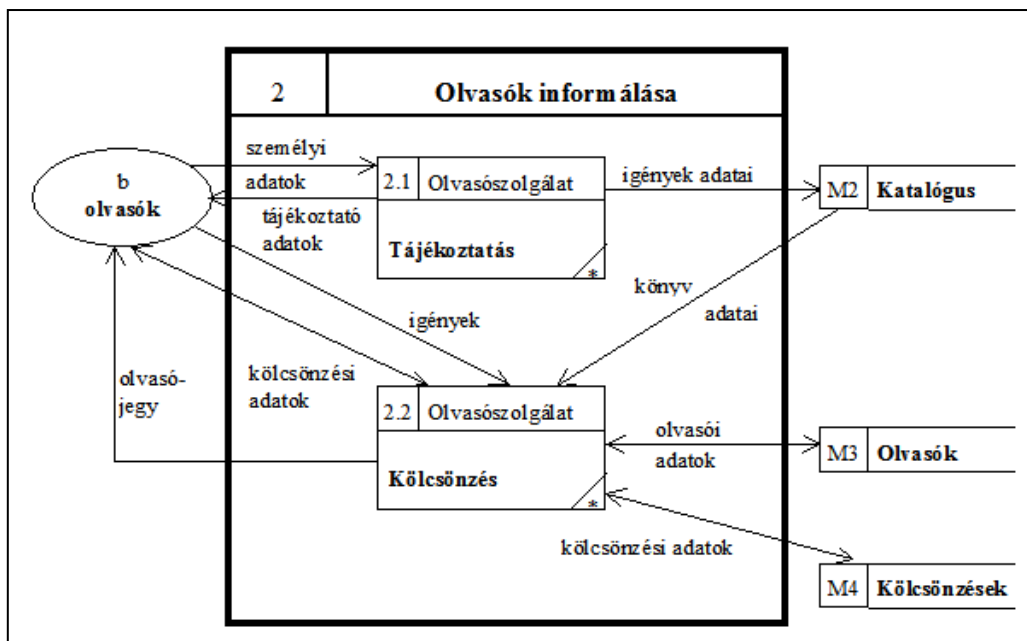 2 Olvasók informálása
személyi
adatok
b
olvasók
tájékoztató
adatok
2.1 Olvasószolgálat
Tájékoztatás
*
igények adatai
M2 Katalógus
könyv
adatai
igények
kölcsönzési
adatok
olvasó-
jegy
2.2 Olvasószolgálat
Kölcsönzés
*
olvasói
adatok
M3 Olvasók
kölcsönzési adatok
M4 Kölcsönzések